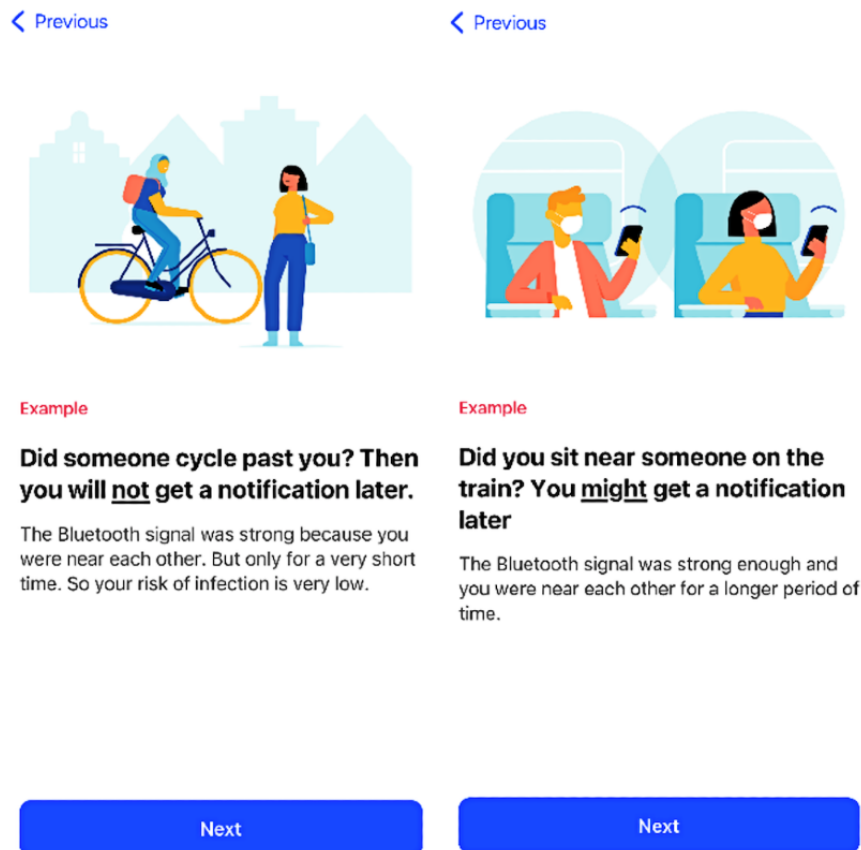 Previous
Example
Did someone cycle past you? Then
you will not get a notification later.
The Bluetooth signal was strong because you
were near each other. But only for a very short
time. So your risk of infection is very low.
Next
Previous
Example
Did you sit near someone on the
train? You might get a notification
later
The Bluetooth signal was strong enough and
you were near each other for a longer period of
time.
Next